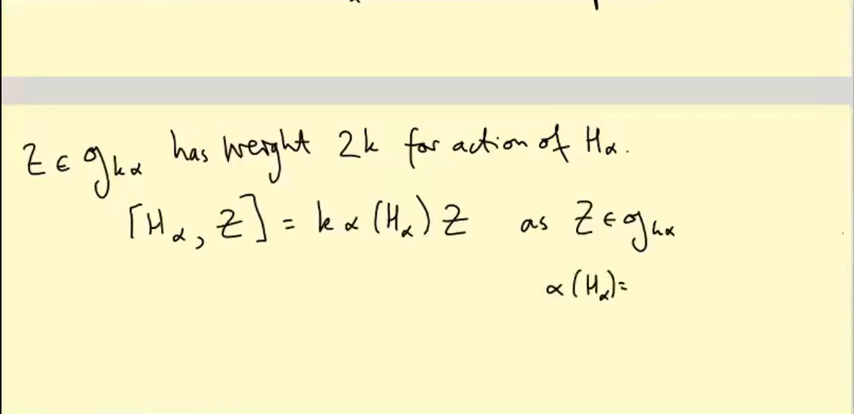 Z ∈ g_{kα} has weight 2k for action of H_α.
[H_α, Z] = k α(H_α) Z as Z ∈ g_{kα}
α(H_α) =